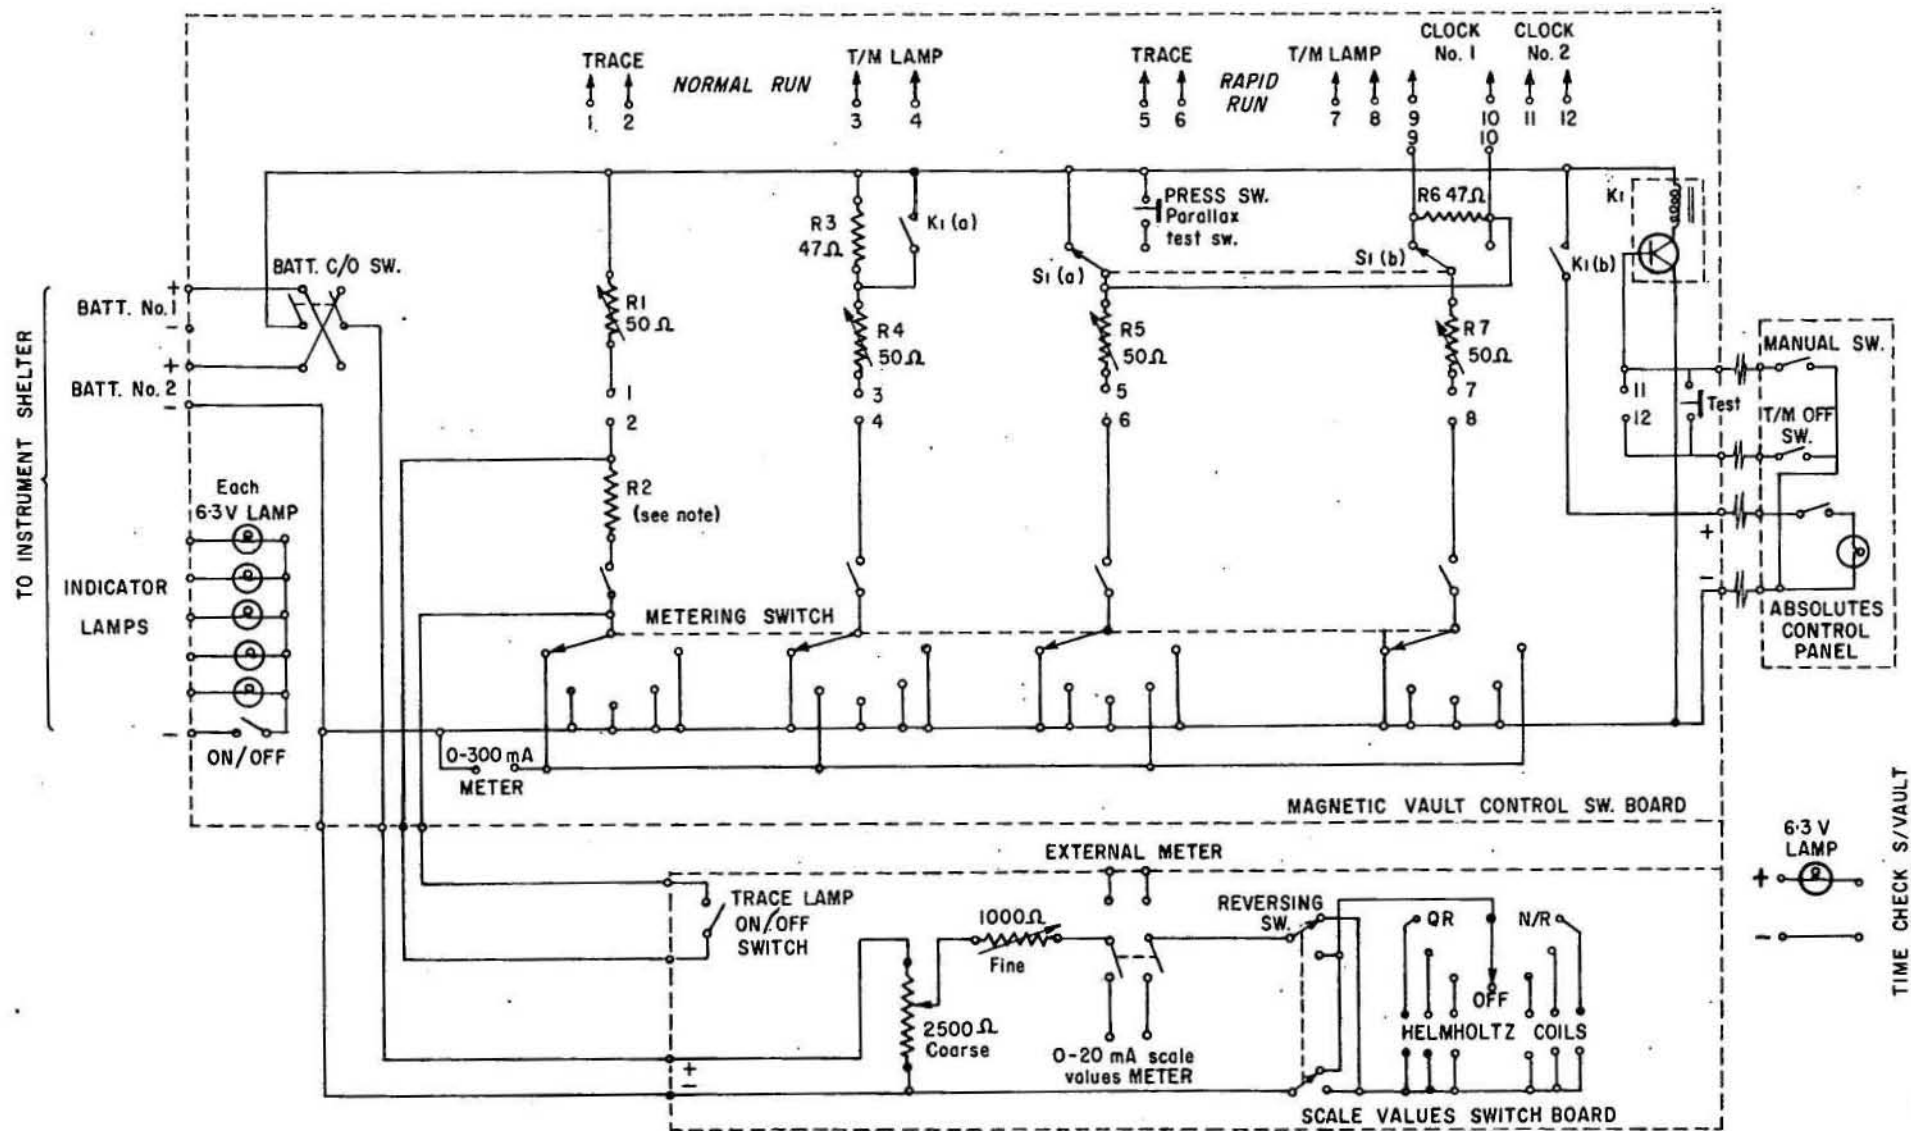 TRACE
NORMAL RUN
T/M LAMP
TRACE
RAPID
RUN
T/M LAMP
CLOCK
No. 1
CLOCK
No. 2
1
2
3
4
5
6
7
8
9
10
11
12
9
10
BATT. C/O SW.
R3
47Ω
K1 (a)
PRESS SW.
Parallax
test sw.
S1 (a)
R6 47Ω
S1 (b)
K1 (b)
K1
TO INSTRUMENT SHELTER
+
BATT. No. 1
-
+
BATT. No. 2
-
R1
50Ω
R4
50Ω
R5
50Ω
R7
50Ω
1
2
3
4
5
6
7
8
11
12
Test
MANUAL SW.
T/M OFF
SW.
+
-
ABSOLUTES
CONTROL
PANEL
R2
(see note)
Each
6·3V LAMP
INDICATOR
LAMPS
-
ON/OFF
METERING SWITCH
0-300 mA
METER
MAGNETIC VAULT CONTROL SW. BOARD
EXTERNAL METER
TRACE LAMP
ON/OFF
SWITCH
1000Ω
Fine
2500Ω
Coarse
+
-
0-20 mA scale
values METER
REVERSING
SW.
QR
N/R
OFF
HELMHOLTZ COILS
SCALE VALUES SWITCH BOARD
6·3 V
LAMP
+
-
TIME CHECK S/VAULT